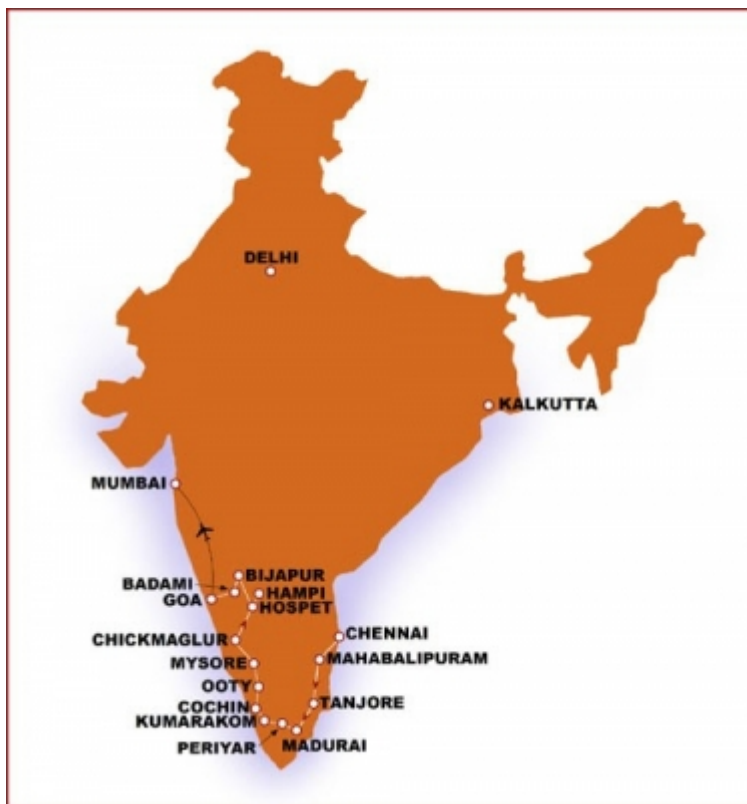 DELHI
KALKUTTA
MUMBAI
BIJAPUR
BADAMI
HAMPI
GOA
HOSPET
CHENNAI
CHICKMAGLUR
MAHABALIPURAM
MYSORE
OOTY
TANJORE
COCHIN
KUMARAKOM
MADURAI
PERIYAR